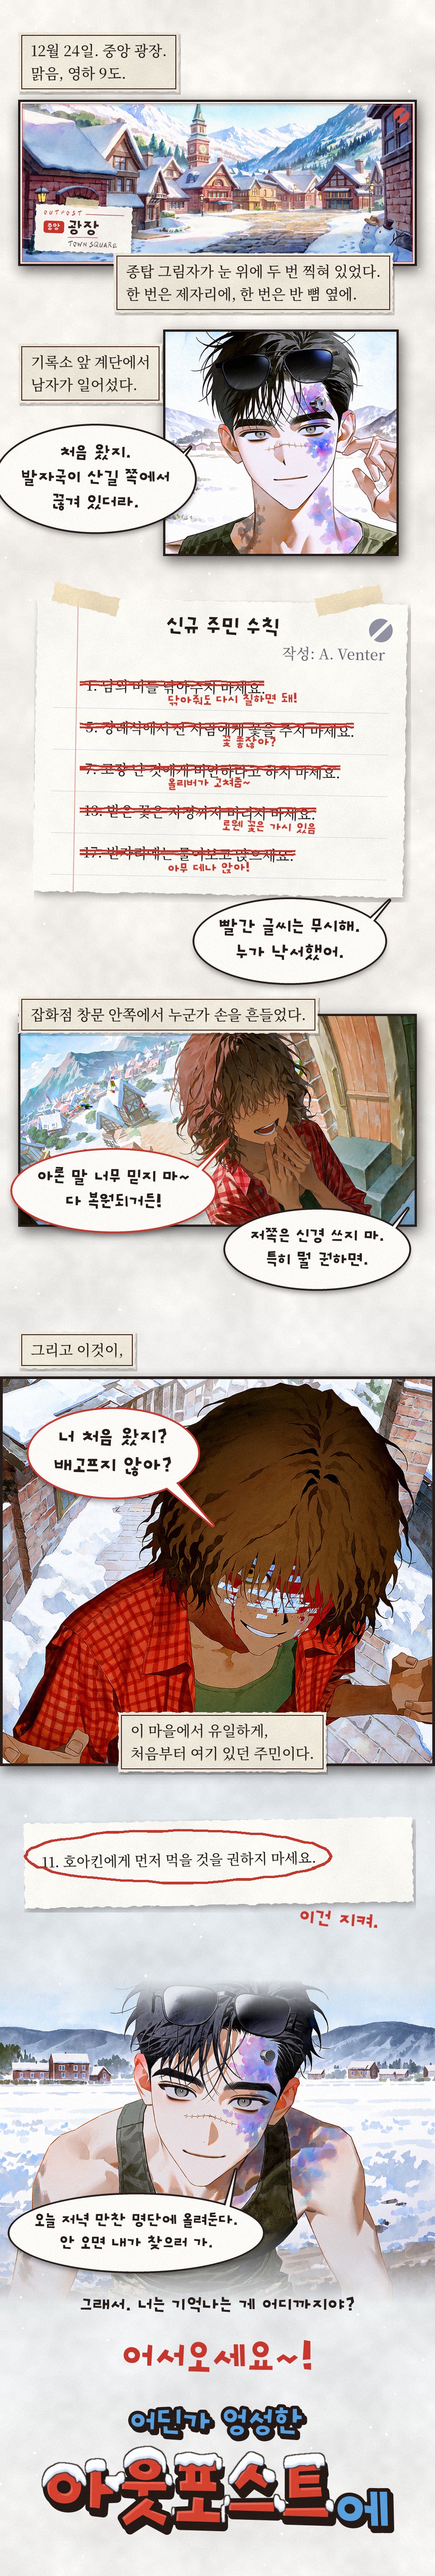 12월 24일. 중앙 광장.
맑음, 영하 9도.
OUTPOST
중앙 광장
TOWN SQUARE
종탑 그림자가 눈 위에 두 번 찍혀 있었다.
한 번은 제자리에, 한 번은 반 뼘 옆에.
기록소 앞 계단에서
남자가 일어섰다.
처음 왔지.
발자국이 산길 쪽에서
끊겨 있더라.
신규 주민 수칙
작성: A. Venter
1. 남의 비를 닦아주지 마세요.
닦아줘도 다시 칠하면 돼!
5. 장례식에서 산 사람에게 꽃을 주지 마세요.
꽃 좋잖아?
7. 고장 난 것에게 미안하다고 하지 마세요.
올리버가 고쳐줌~
13. 받은 꽃은 자정까지 버리지 마세요.
로웬 꽃은 가시 있음
17. 빈자리에는 물어보고 앉으세요.
아무 데나 앉아!
빨간 글씨는 무시해.
누가 낙서했어.
잡화점 창문 안쪽에서 누군가 손을 흔들었다.
아론 말 너무 믿지 마~
다 복원되거든!
저쪽은 신경 쓰지 마.
특히 뭘 권하면.
그리고 이것이,
너 처음 왔지?
배고프지 않아?
이 마을에서 유일하게,
처음부터 여기 있던 주민이다.
11. 호아킨에게 먼저 먹을 것을 권하지 마세요.
이건 지켜.
오늘 저녁 만찬 명단에 올려둔다.
안 오면 내가 찾으러 가.
그래서. 너는 기억나는 게 어디까지야?
어서오세요~!
어딘가 엉성한
아웃포스트에